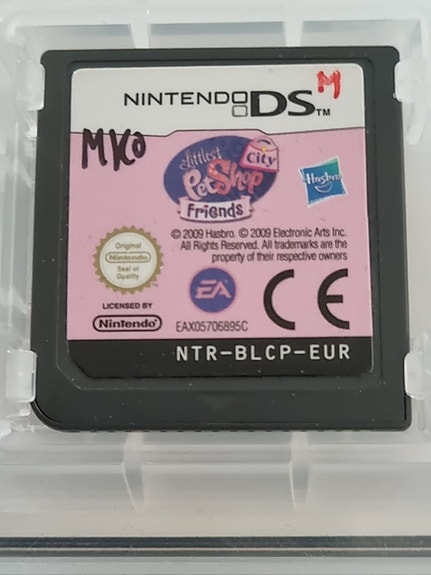 M
NINTENDODS™
MKO
Littlest
PetShop
City
Friends
Hasbro
© 2009 Hasbro. © 2009 Electronic Arts Inc.
All Rights Reserved. All trademarks are the
property of their respective owners
Original
Nintendo
Seal of
Quality
LICENSED BY
Nintendo
EA
EAX05706895C
CE
NTR-BLCP-EUR